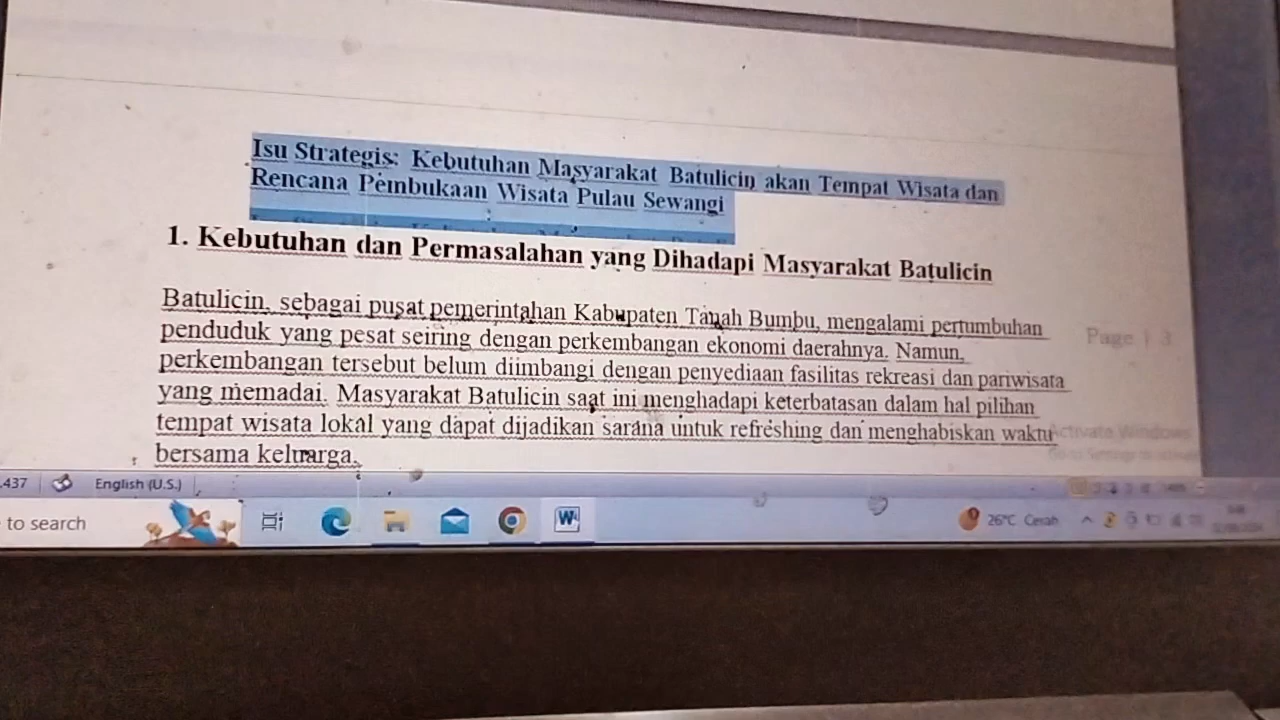 Isu Strategis: Kebutuhan Masyarakat Batulicin akan Tempat Wisata dan
Rencana Pembukaan Wisata Pulau Sewangi
1. Kebutuhan dan Permasalahan yang Dihadapi Masyarakat Batulicin
Batulicin, sebagai pusat pemerintahan Kabupaten Tanah Bumbu, mengalami pertumbuhan
penduduk yang pesat seiring dengan perkembangan ekonomi daerahnya. Namun,
perkembangan tersebut belum diimbangi dengan penyediaan fasilitas rekreasi dan pariwisata
yang memadai. Masyarakat Batulicin saat ini menghadapi keterbatasan dalam hal pilihan
tempat wisata lokal yang dapat dijadikan sarana untuk refreshing dan menghabiskan waktu
bersama keluarga.
Page | 3
Activate Windows
437
English (U.S.)
to search
26°C Cerah